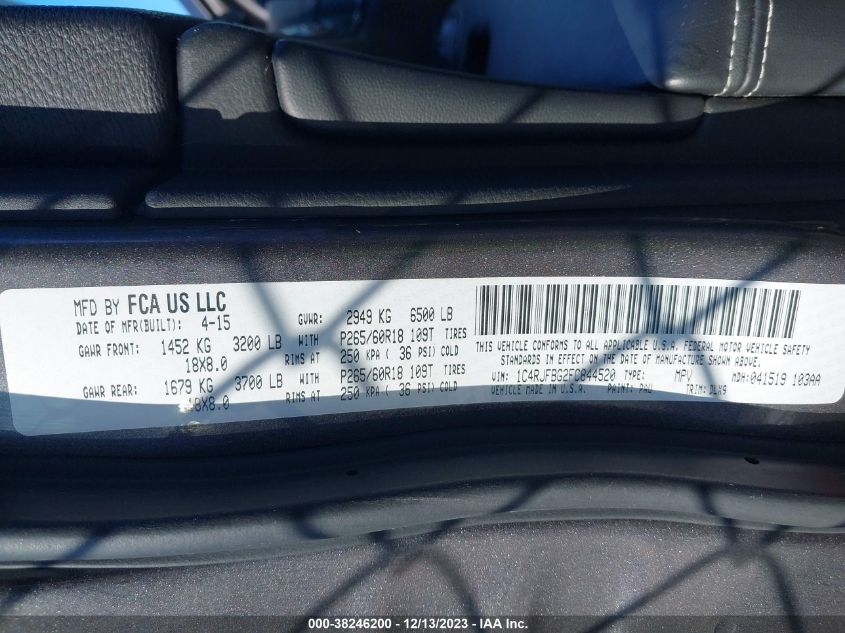 MFD BY FCA US LLC
DATE OF MFR(BUILT): 4-15 GVWR: 2949 KG 6500 LB
GAWR FRONT: 1452 KG 3200 LB WITH P265/60R18 109T TIRES
18X8.0 RIMS AT 250 KPA ( 36 PSI) COLD
GAWR REAR: 1679 KG 3700 LB WITH P265/60R18 109T TIRES
18X8.0 RIMS AT 250 KPA ( 36 PSI) COLD
THIS VEHICLE CONFORMS TO ALL APPLICABLE U.S.A. FEDERAL MOTOR VEHICLE SAFETY
STANDARDS IN EFFECT ON THE DATE OF MANUFACTURE SHOWN ABOVE.
VIN: 1C4RJFBG2FC844520 TYPE: MPV MDH:041519 103AA
VEHICLE MADE IN U.S.A. PAINT: PAU TRIM: DLX9
000-38246200 - 12/13/2023 - IAA Inc.